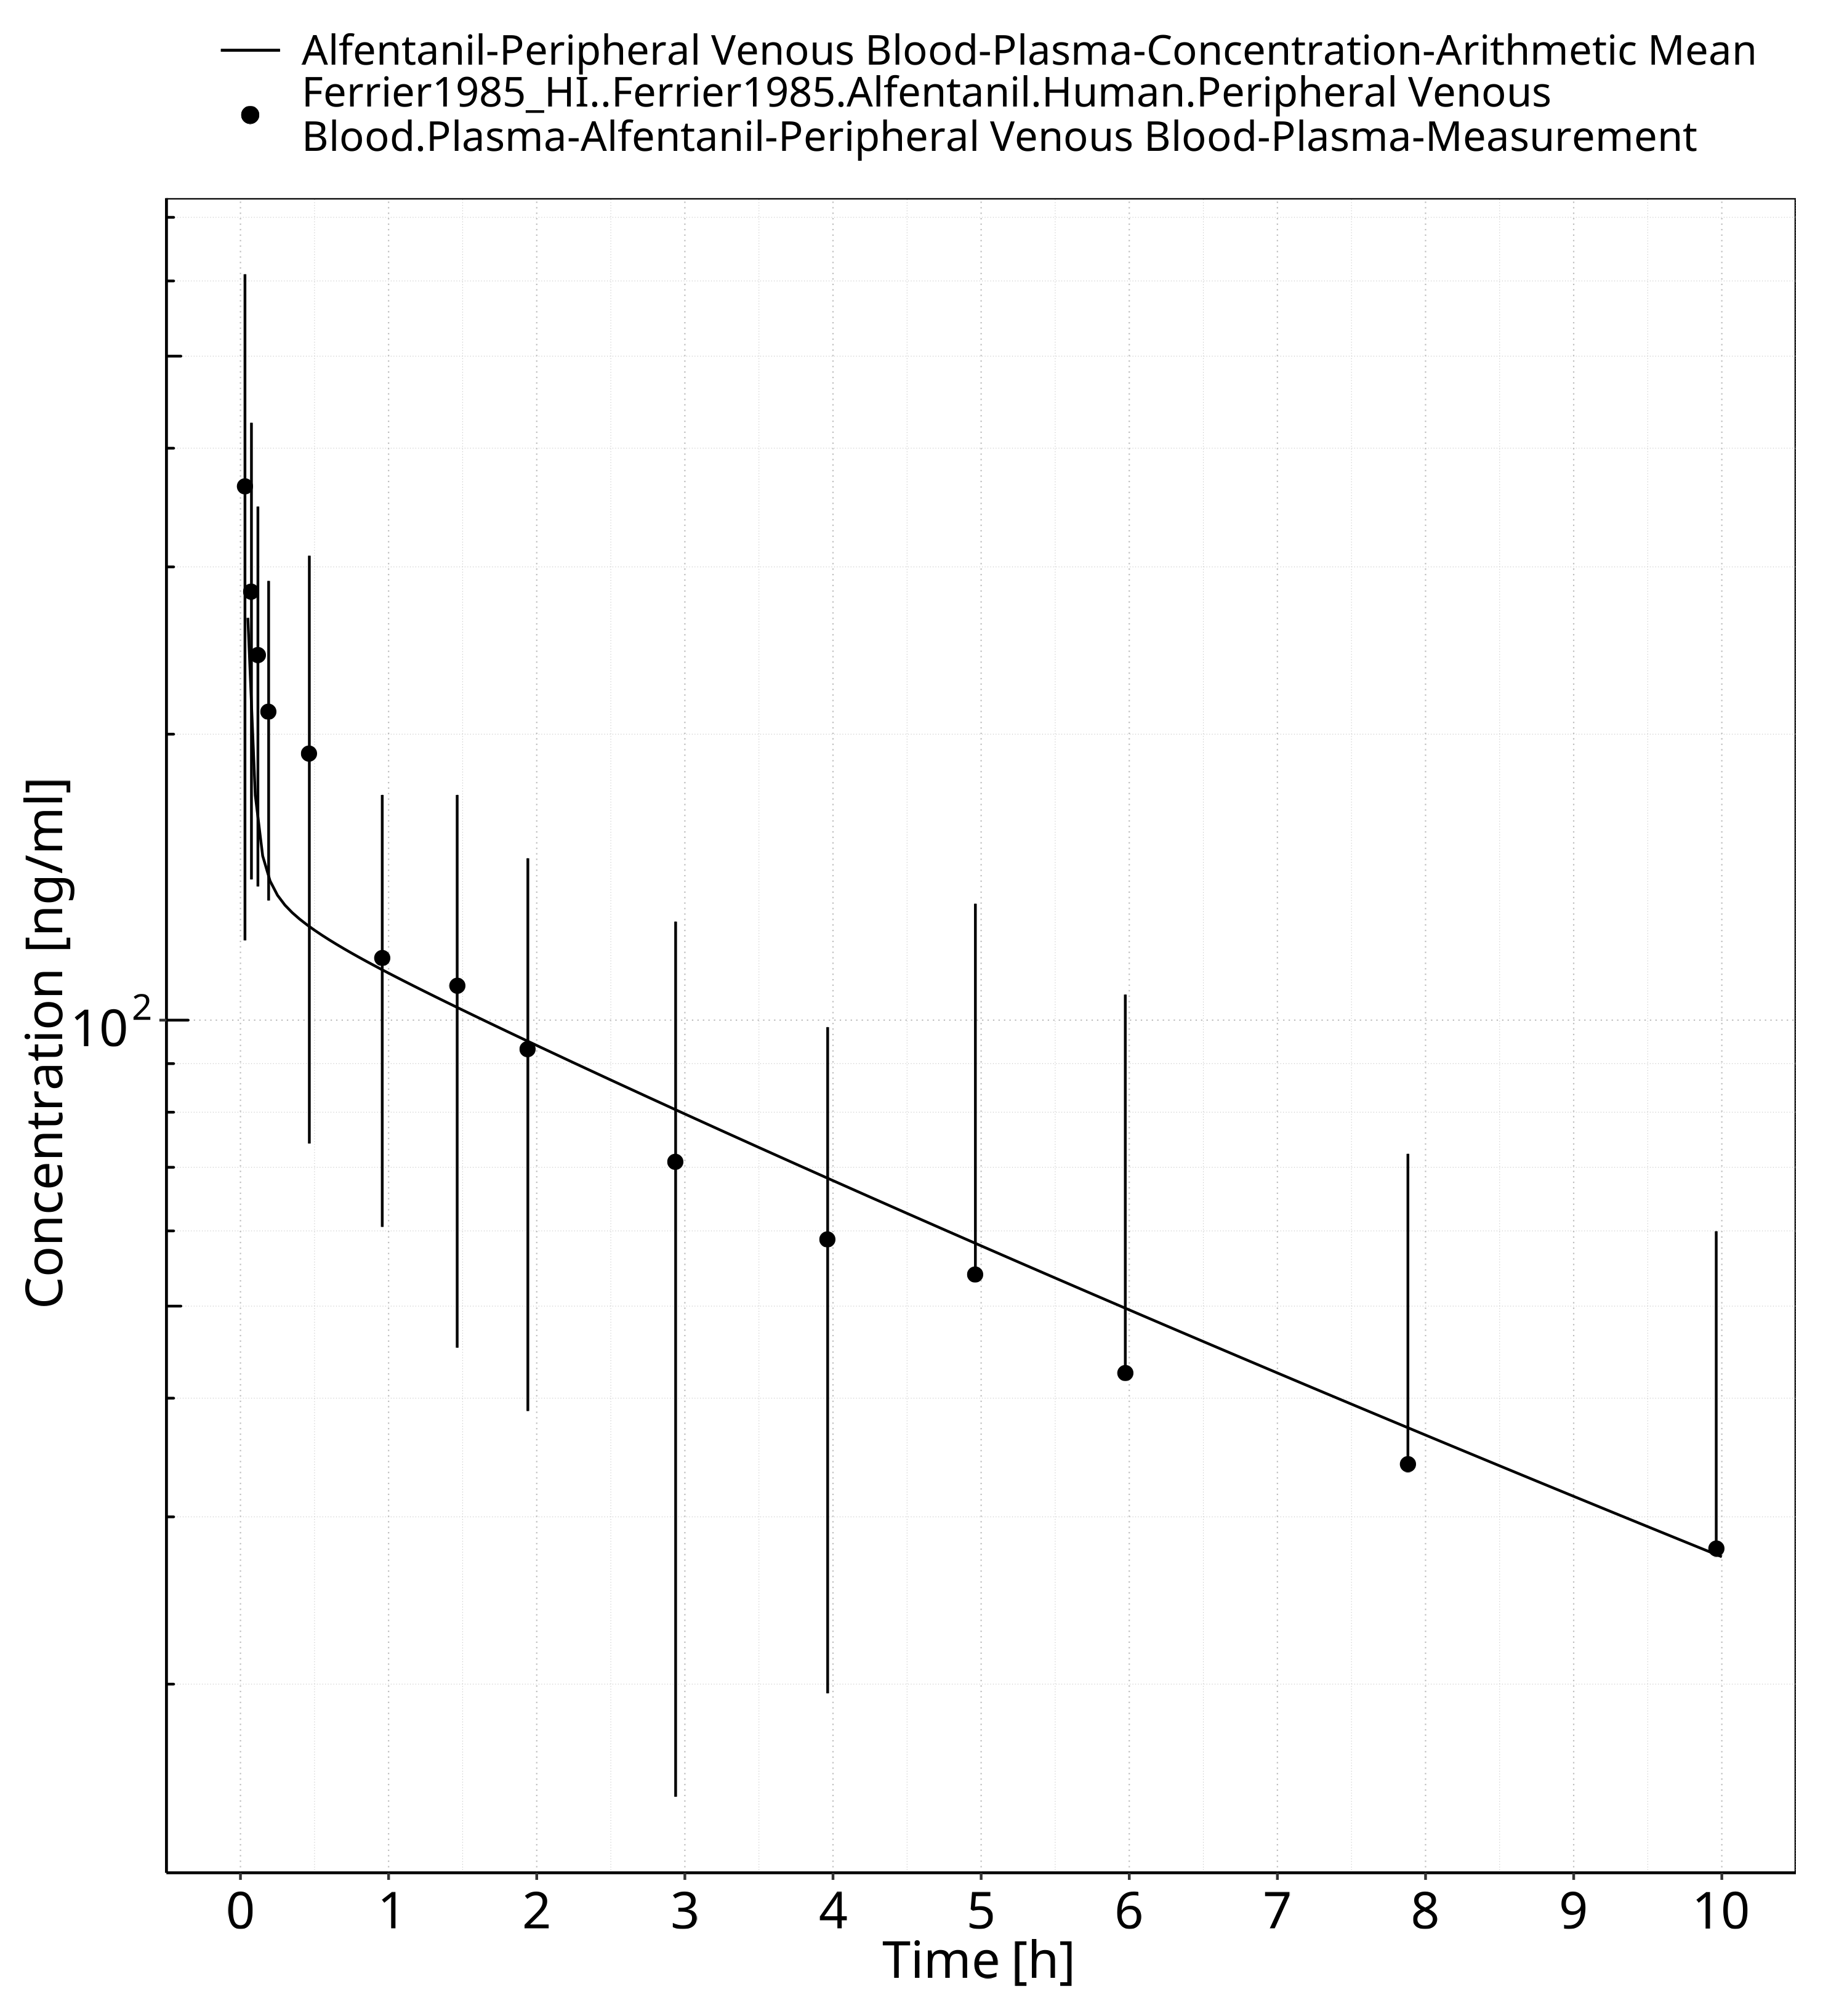 Alfentanil-Peripheral Venous Blood-Plasma-Concentration-Arithmetic Mean
Ferrier1985_HI..Ferrier1985.Alfentanil.Human.Peripheral Venous
Blood.Plasma-Alfentanil-Peripheral Venous Blood-Plasma-Measurement
Concentration [ng/ml]
10²
0 1 2 3 4 5 6 7 8 9 10
Time [h]